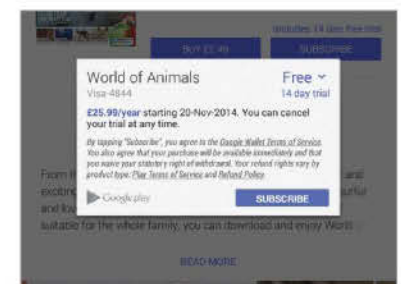 Includes 14 day free trial
BUY £2.49
SUBSCRIBE
World of Animals
Free
Visa-4844
14 day trial
£25.99/year starting 20-Nov-2014. You can cancel
your trial at any time.
By tapping "Subscribe", you agree to the Google Wallet Terms of Service.
You also agree that your purchase will be available immediately and that
you waive your statutory right of withdrawal. Your refund rights vary by
product type: Play Terms of Service and Refund Policy.
Google play
SUBSCRIBE
From th
and
exciting
and lov
suitable for the whole family, you can download and enjoy World
READ MORE